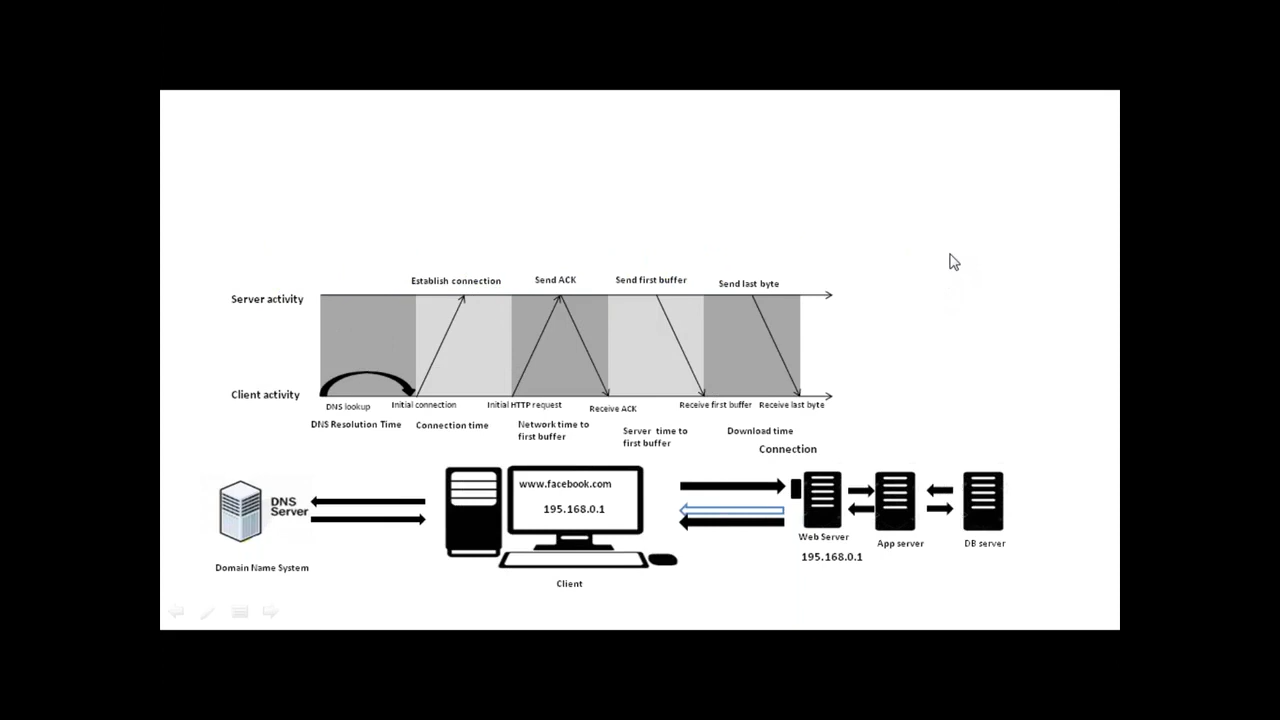 Establish connection
Send ACK
Send first buffer
Send last byte
Server activity
Client activity
DNS lookup
Initial connection
Initial HTTP request
Receive ACK
Receive first buffer
Receive last byte
DNS Resolution Time
Connection time
Network time to
first buffer
Server time to
first buffer
Download time
Connection
DNS
Server
Domain Name System
www.facebook.com
195.168.0.1
Client
Web Server
195.168.0.1
App server
DB server